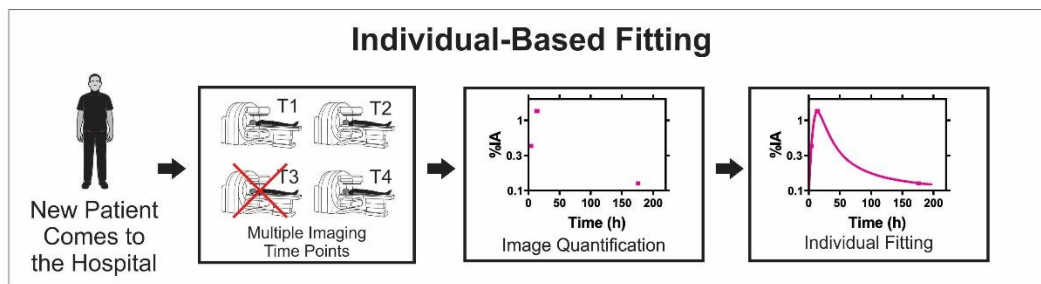 Individual-Based Fitting
New Patient
Comes to
the Hospital
T1
T2
T3
T4
Multiple Imaging
Time Points
%IA
1
0.3
0.1
0 50 100 150 200
Time (h)
Image Quantification
%IA
1
0.3
0.1
0 50 100 150 200
Time (h)
Individual Fitting